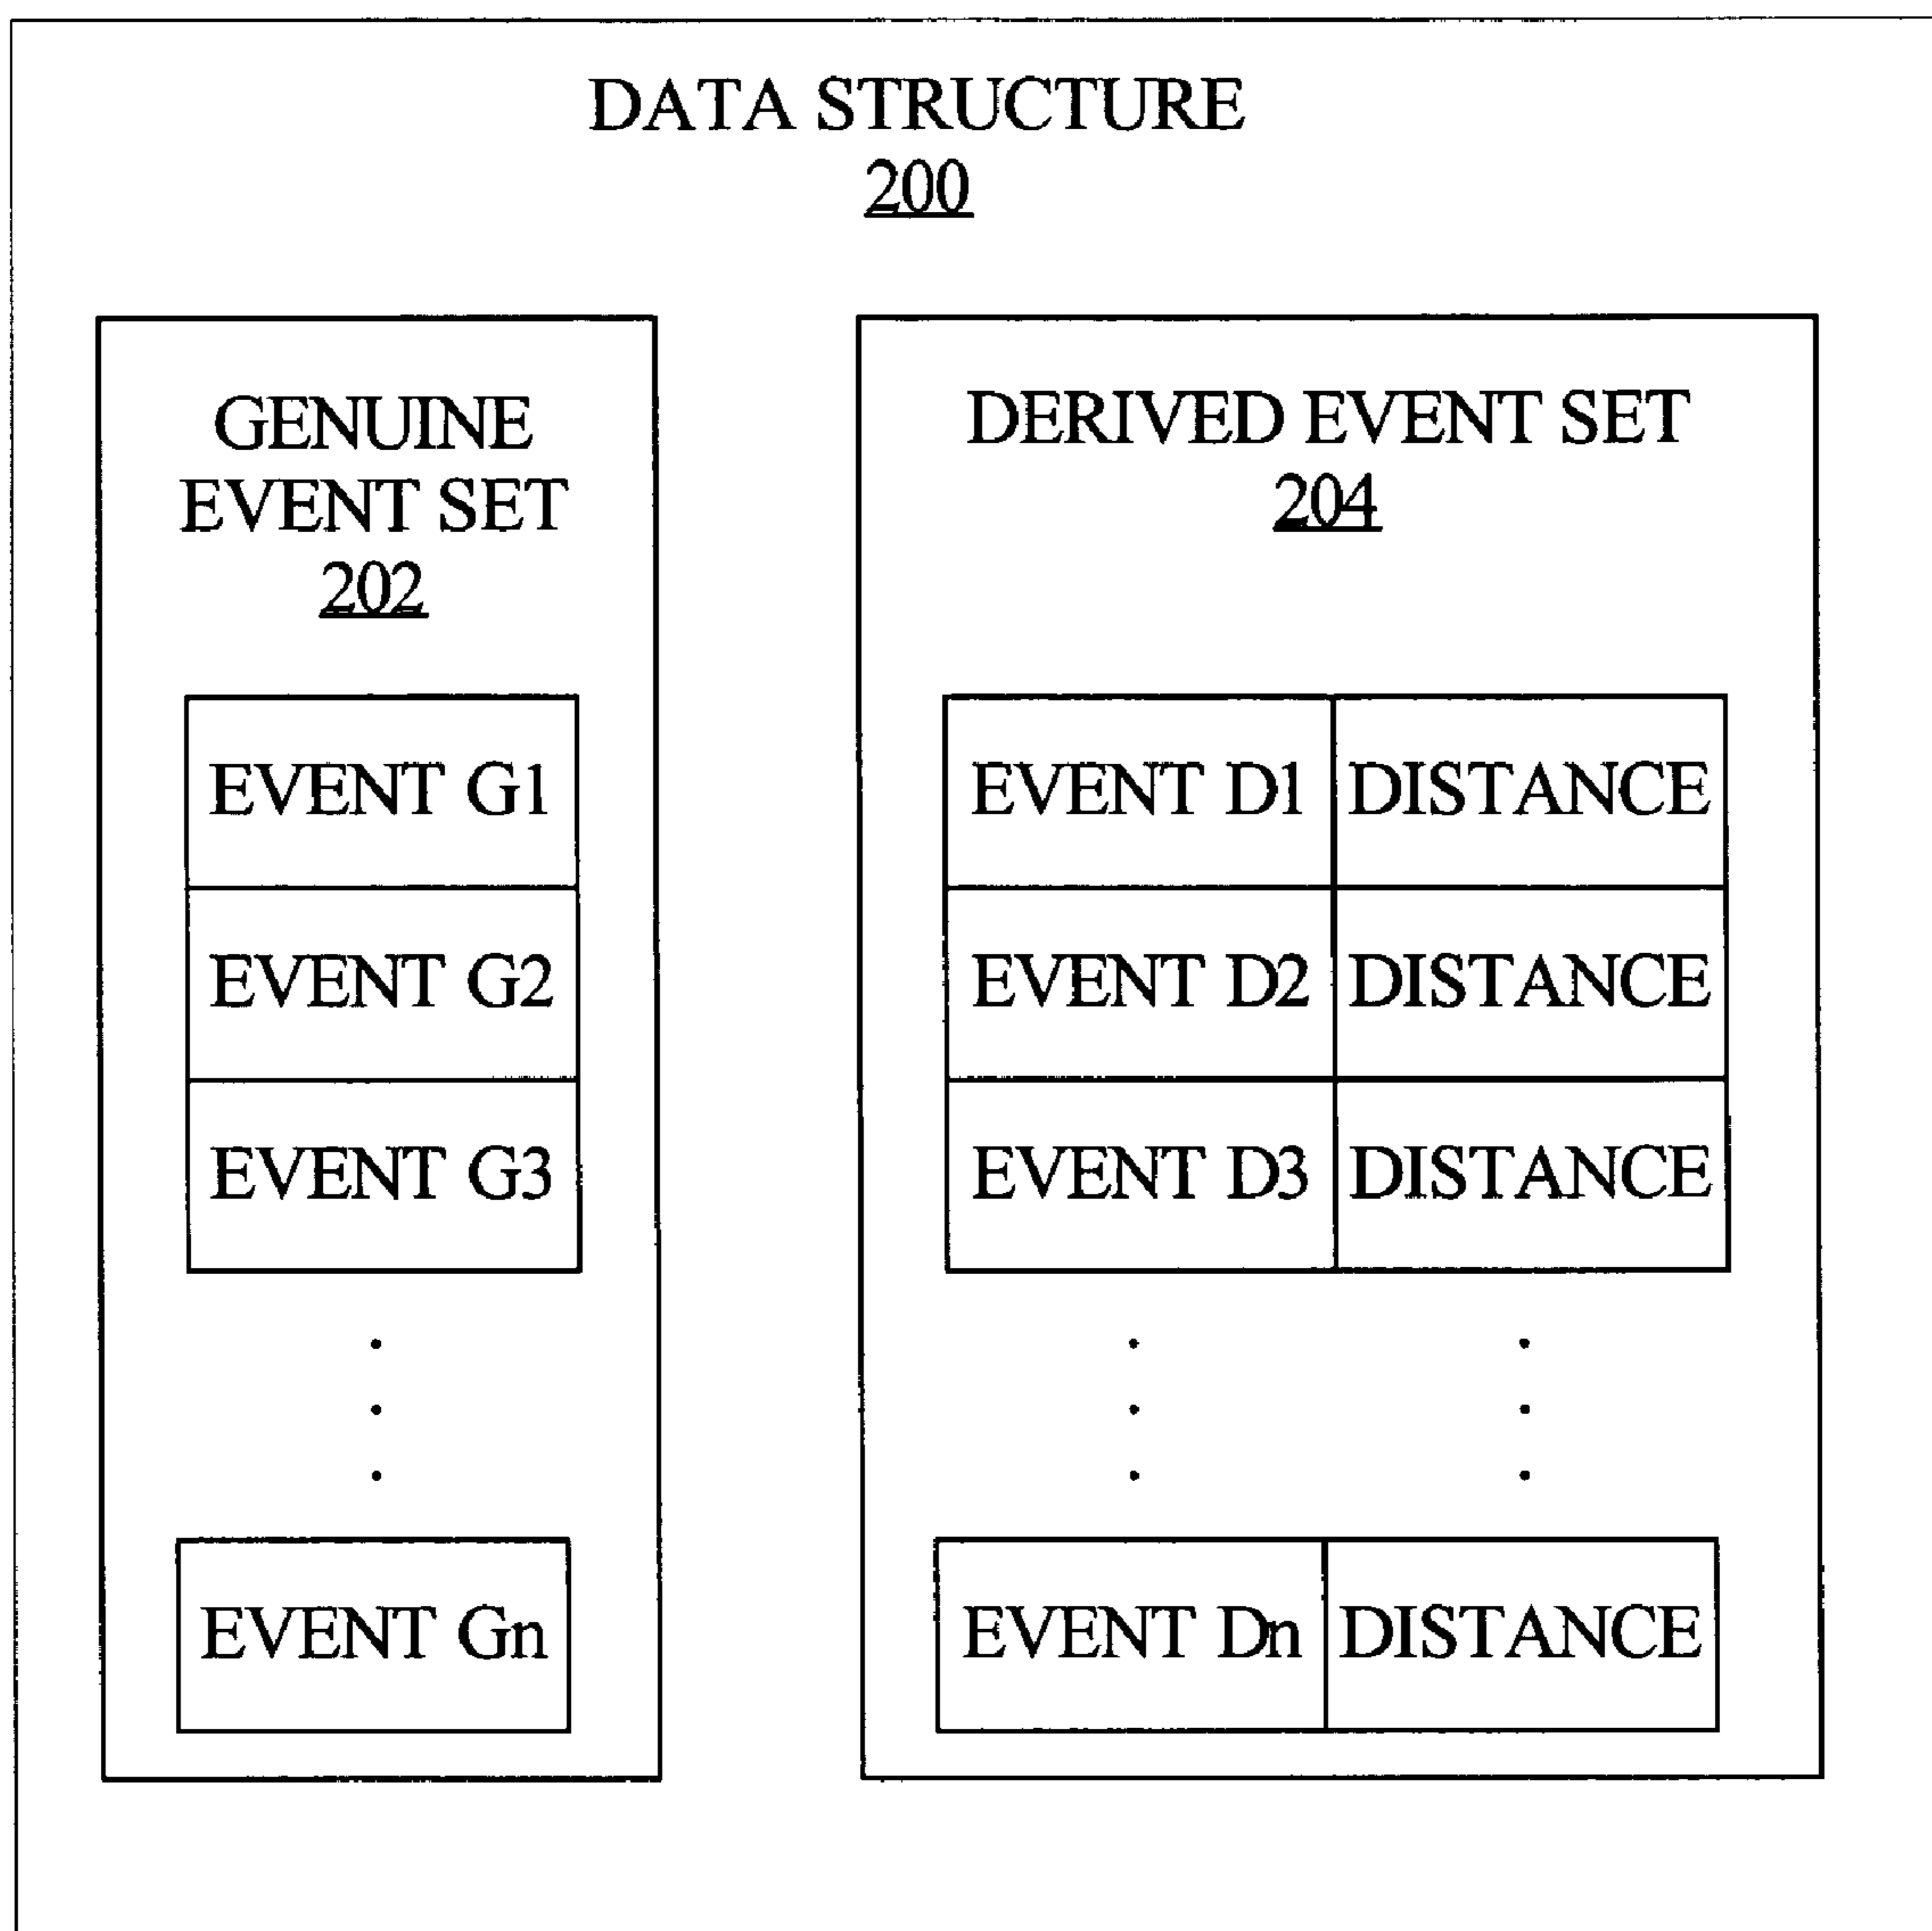 DATA STRUCTURE
200
GENUINE
EVENT SET
202
EVENT G1
EVENT G2
EVENT G3
EVENT Gn
DERIVED EVENT SET
204
EVENT D1 DISTANCE
EVENT D2 DISTANCE
EVENT D3 DISTANCE
EVENT Dn DISTANCE